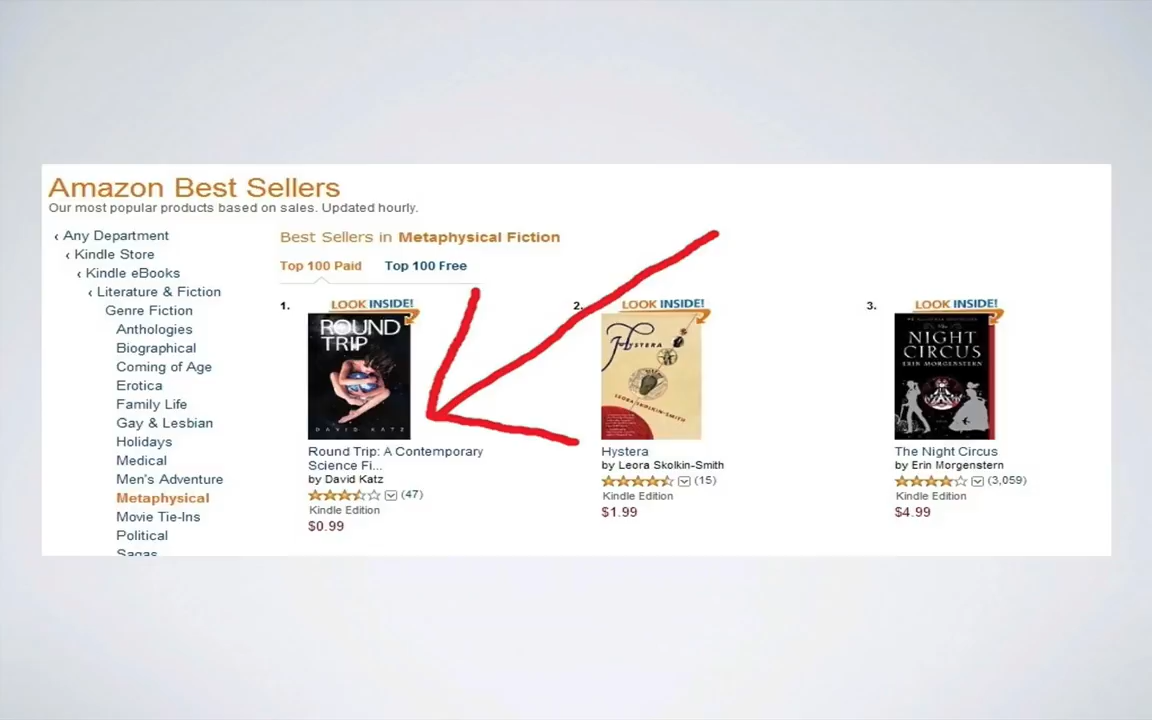 Amazon Best Sellers
Our most popular products based on sales. Updated hourly.
‹ Any Department
‹ Kindle Store
‹ Kindle eBooks
‹ Literature & Fiction
Genre Fiction
Anthologies
Biographical
Coming of Age
Erotica
Family Life
Gay & Lesbian
Holidays
Medical
Men's Adventure
Metaphysical
Movie Tie-Ins
Political
Sagas
Best Sellers in Metaphysical Fiction
Top 100 Paid
Top 100 Free
1.
LOOK INSIDE!
ROUND
TRIP
DAVID KATZ
Round Trip: A Contemporary
Science Fi...
by David Katz
(47)
Kindle Edition
$0.99
2.
LOOK INSIDE!
HYSTERA
LEORA SKOLKIN-SMITH
Hystera
by Leora Skolkin-Smith
(15)
Kindle Edition
$1.99
3.
LOOK INSIDE!
The
NIGHT
CIRCUS
ERIN MORGENSTERN
The Night Circus
by Erin Morgenstern
(3,059)
Kindle Edition
$4.99